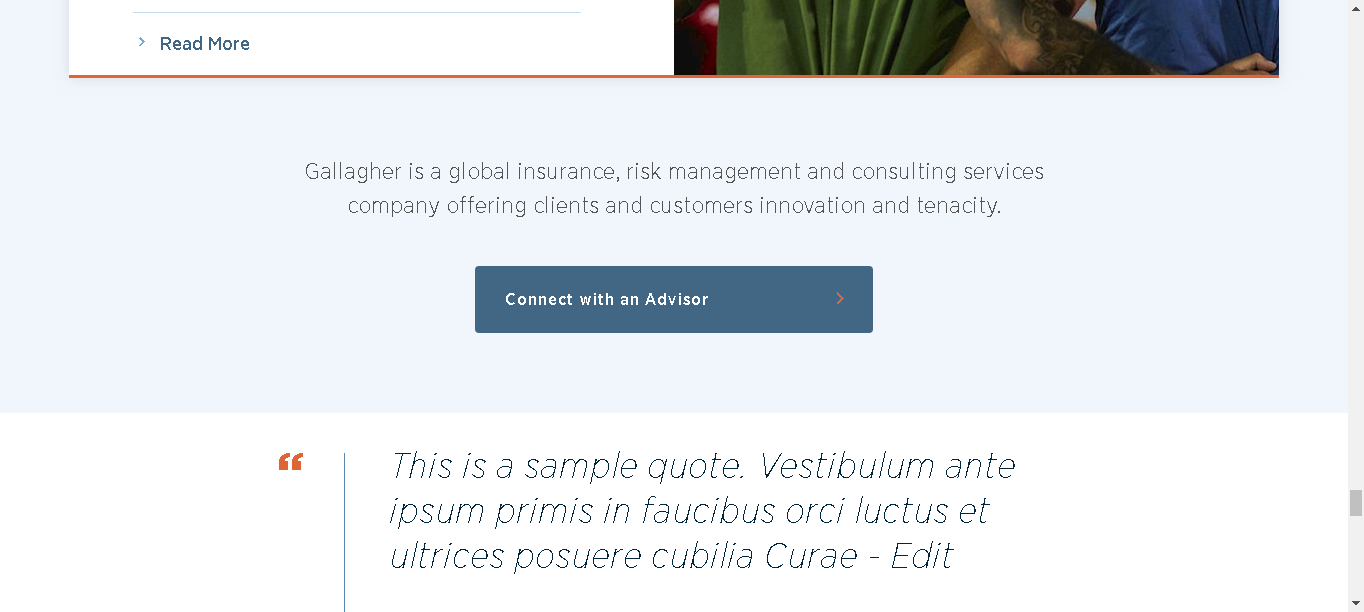 Read More
Gallagher is a global insurance, risk management and consulting services
company offering clients and customers innovation and tenacity.
Connect with an Advisor
“
This is a sample quote. Vestibulum ante
ipsum primis in faucibus orci luctus et
ultrices posuere cubilia Curae - Edit